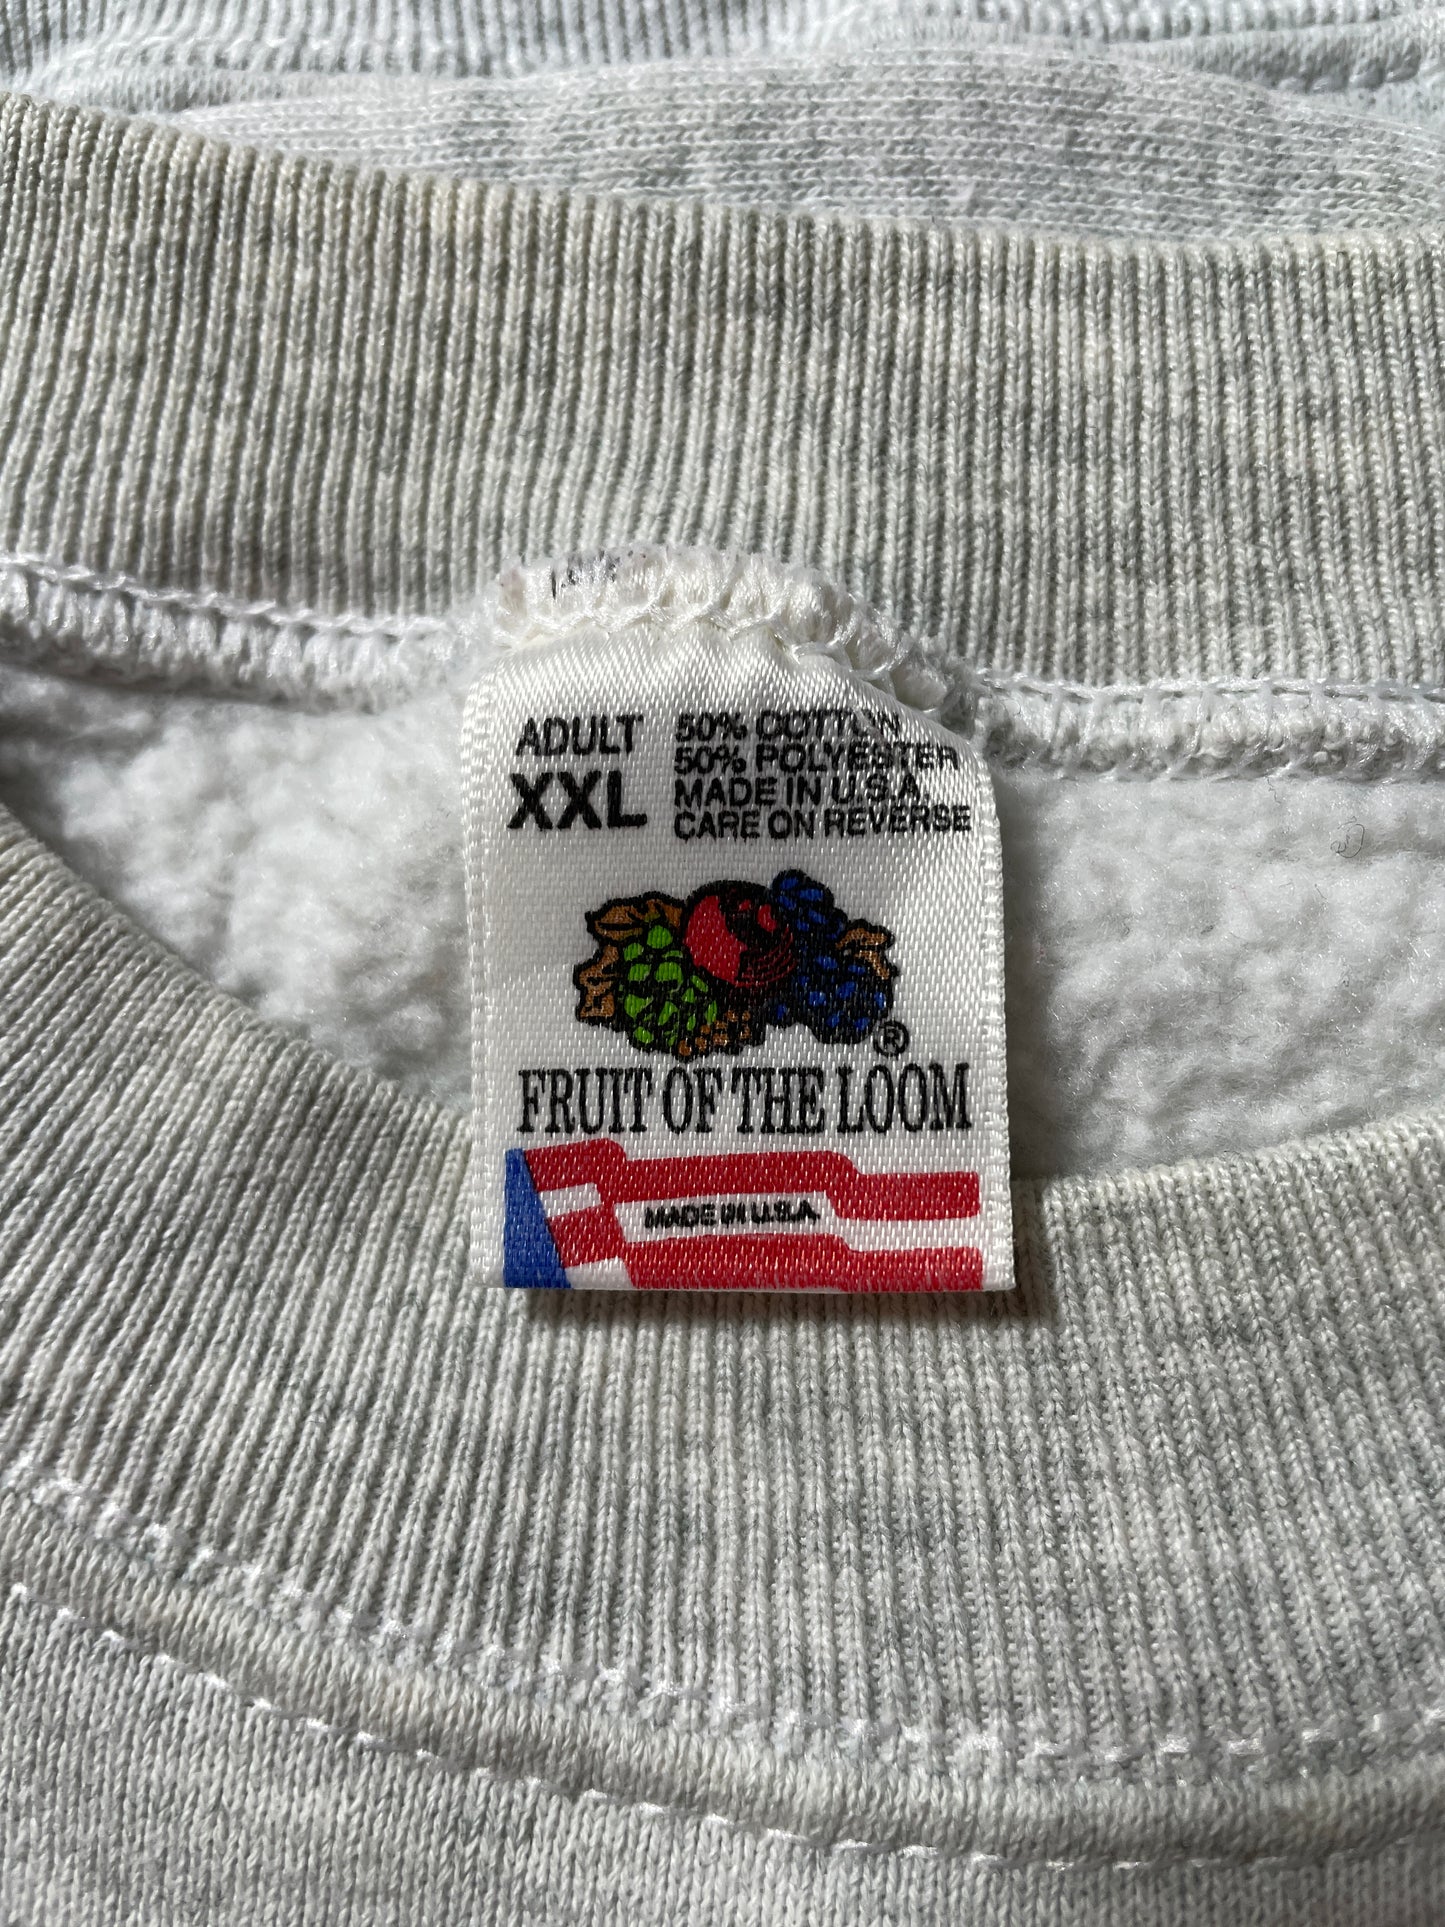 ADULT
XXL
50% COTTON
50% POLYESTER
MADE IN U.S.A.
CARE ON REVERSE
®
FRUIT OF THE LOOM
MADE IN U.S.A.